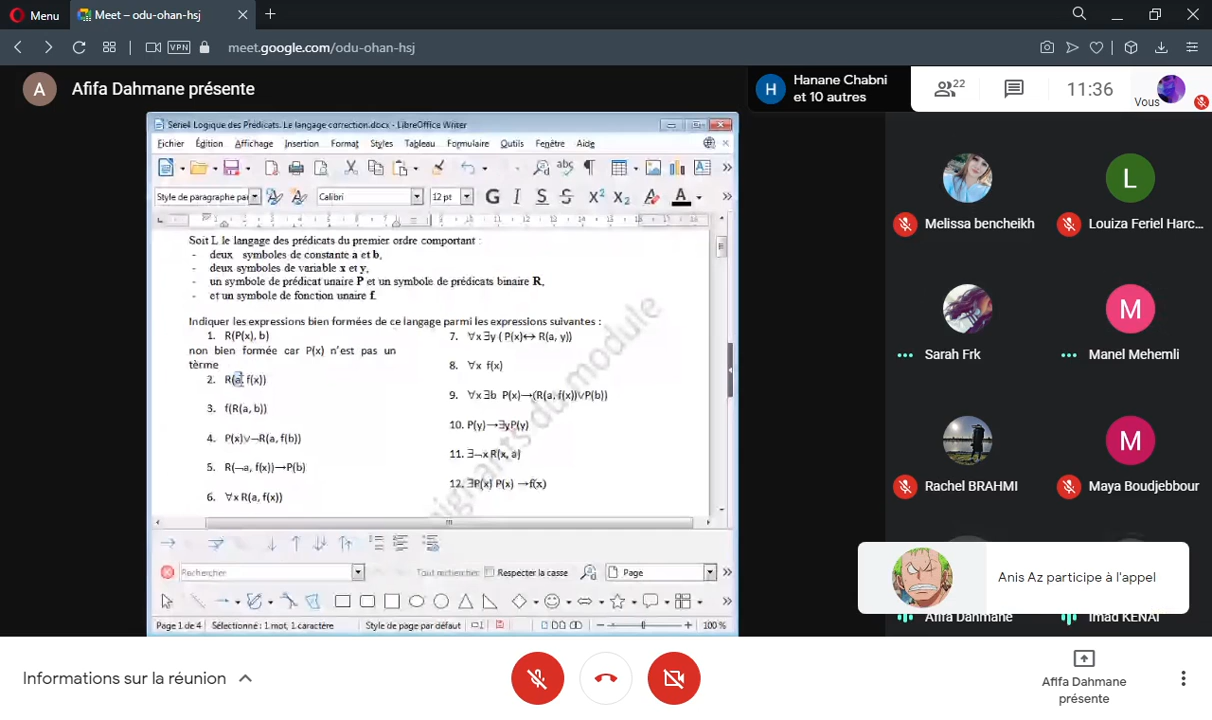 Menu
Meet – odu-ohan-hsj
VPN
meet.google.com/odu-ohan-hsj
A
Afifa Dahmane présente
H
Hanane Chabni
et 10 autres
22
11:36
Vous
Serie4 Logique des Prédicats. Le langage correction.docx - LibreOffice Writer
Fichier Édition Affichage Insertion Format Styles Tableau Formulaire Outils Fenêtre Aide
Style de paragraphe par
Calibri
12 pt
G I S S X² X₂ A A
Soit L le langage des prédicats du premier ordre comportant :
- deux symboles de constante a et b,
- deux symboles de variable x et y,
- un symbole de prédicat unaire P et un symbole de prédicats binaire R,
- et un symbole de fonction unaire f.
Indiquer les expressions bien formées de ce langage parmi les expressions suivantes :
1. R(P(x), b)
non bien formée car P(x) n'est pas un
tèrme
2. R(a, f(x))
3. f(R(a, b))
4. P(x)∨¬R(a, f(b))
5. R(¬a, f(x))→P(b)
6. ∀x R(a, f(x))
7. ∀x ∃y ( P(x)↔ R(a, y))
8. ∀x f(x)
9. ∀x ∃b P(x)→(R(a, f(x))∨P(b))
10. P(y)→∃yP(y)
11. ∃¬x R(x, a)
12. ∃P(x) P(x) →f(x)
ignants du module
Rechercher
Tout rechercher
Respecter la casse
Page
Page 1 de 4
Sélectionné : 1 mot, 1 caractère
Style de page par défaut
100 %
Melissa bencheikh
L
Louiza Feriel Harc...
Sarah Frk
M
Manel Mehemli
Rachel BRAHMI
M
Maya Boudjebbour
Anis Az participe à l'appel
Afifa Dahmane
Imad KENAI
Informations sur la réunion
Afifa Dahmane
présente